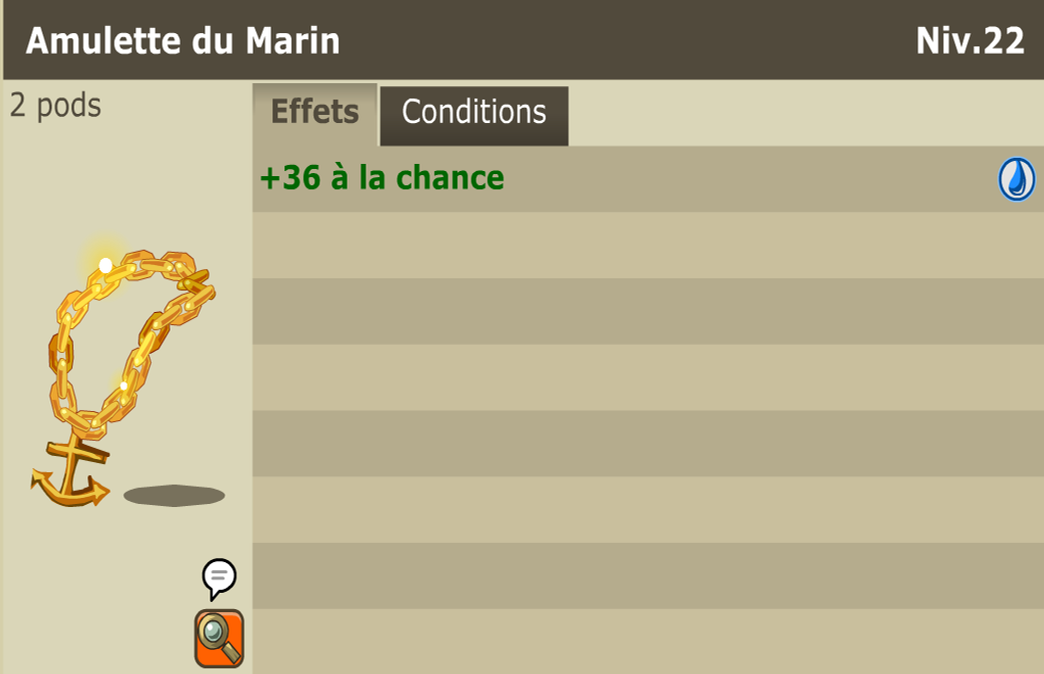 Amulette du Marin
Niv.22
2 pods
Effets
Conditions
+36 à la chance